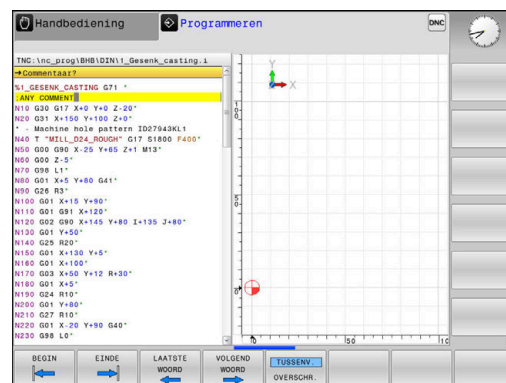 Handbediening
Programmeren
DNC
TNC:\nc_prog\BHB\DIN\1_Gesenk_casting.i
→Commentaar?
%1_GESENK_CASTING G71 *
;ANY COMMENT
N10 G30 G17 X+0 Y+0 Z-20*
N20 G31 X+150 Y+100 Z+0*
* - Machine hole pattern ID27943KL1
N40 T "MILL_D24_ROUGH" G17 S1800 F400*
N50 G00 G90 X-25 Y+65 Z+1 M13*
N60 G00 Z-5*
N70 G98 L1*
N80 G01 X+5 Y+80 G41*
N90 G26 R3*
N100 G01 X+15 Y+90*
N110 G01 G91 X+120*
N120 G02 G90 X+145 Y+80 I+135 J+80*
N130 G01 Y+50*
N140 G25 R20*
N150 G01 X+130 Y+5*
N160 G01 X+100*
N170 G03 X+50 Y+12 R+30*
N180 G01 X+5*
N190 G24 R10*
N200 G01 Y+80*
N210 G27 R10*
N220 G01 X-20 Y+90 G40*
N230 G98 L0*
Y
X
BEGIN
EINDE
LAATSTE
WOORD
VOLGEND
WOORD
TUSSENV.
OVERSCHR.